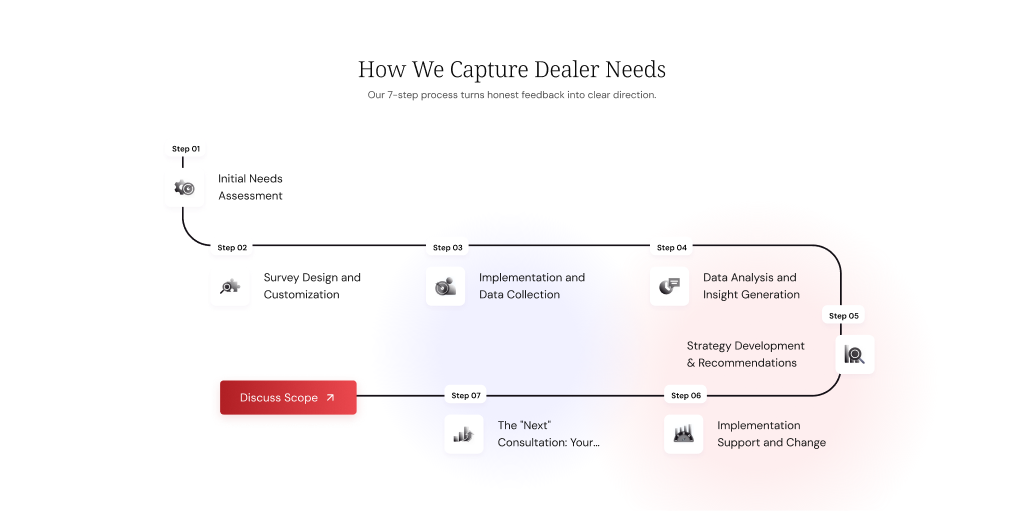 How We Capture Dealer Needs
Our 7-step process turns honest feedback into clear direction.
Step 01
Initial Needs
Assessment
Step 02
Survey Design and
Customization
Step 03
Implementation and
Data Collection
Step 04
Data Analysis and
Insight Generation
Step 05
Strategy Development
& Recommendations
Step 06
Implementation
Support and Change
Step 07
The "Next"
Consultation: Your...
Discuss Scope